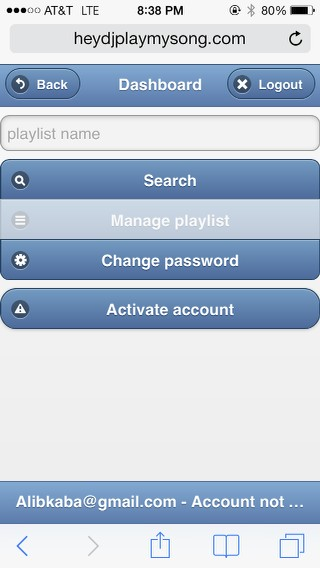 AT&T LTE 8:38 PM 80%
heydjplaymysong.com
Back Dashboard Logout
playlist name
Search
Manage playlist
Change password
Activate account
Alibkaba@gmail.com - Account not ...